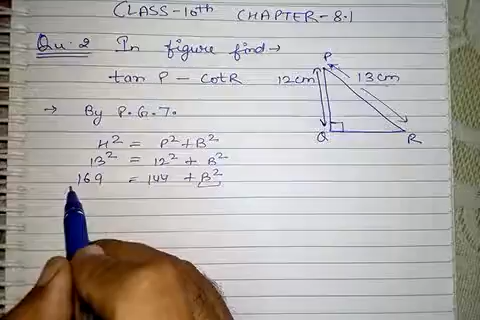 CLASS-10th CHAPTER-8.1
Qu:2 In figure find→
tan P - cotR
→ By P.G.T.
H² = P²+B²
13² = 12² + B²
169 = 144 + B²
P
12cm 13cm
Q R